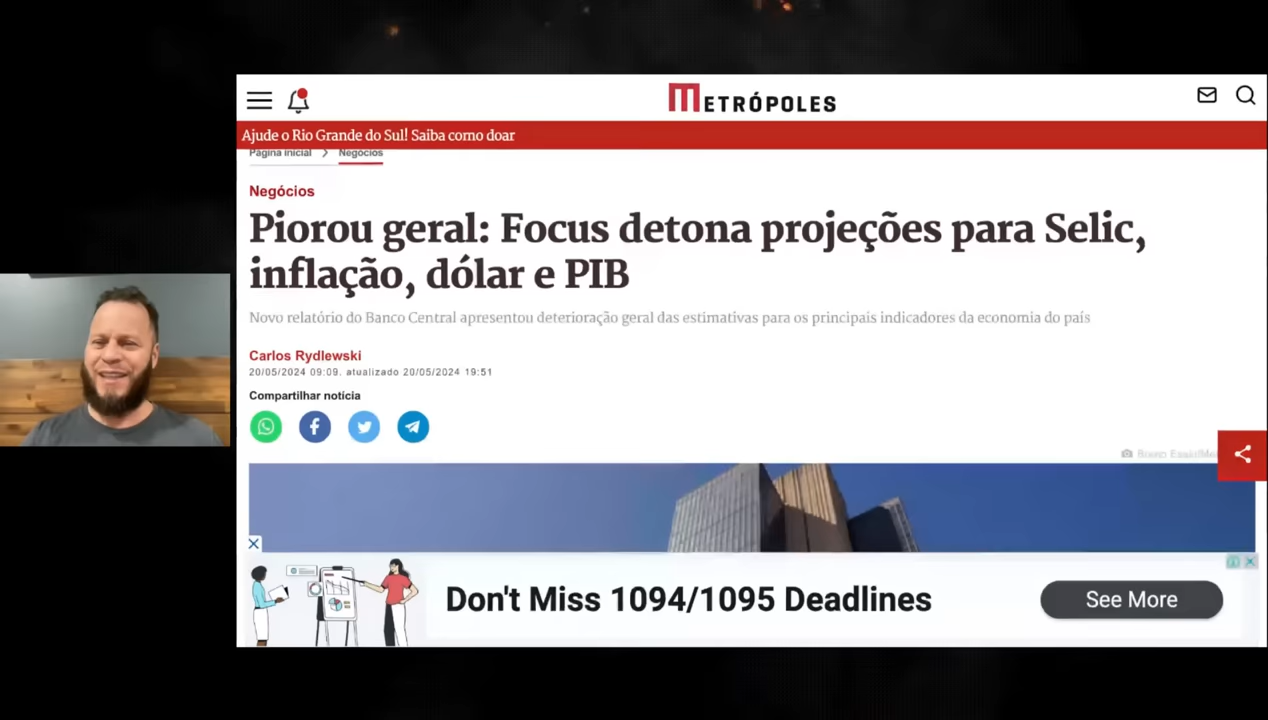 METRÓPOLES
Ajude o Rio Grande do Sul! Saiba como doar
Página inicial > Negócios
Negócios
Piorou geral: Focus detona projeções para Selic,
inflação, dólar e PIB
Novo relatório do Banco Central apresentou deterioração geral das estimativas para os principais indicadores da economia do país
Carlos Rydlewski
20/05/2024 09:09, atualizado 20/05/2024 19:51
Compartilhar notícia
Don't Miss 1094/1095 Deadlines
See More